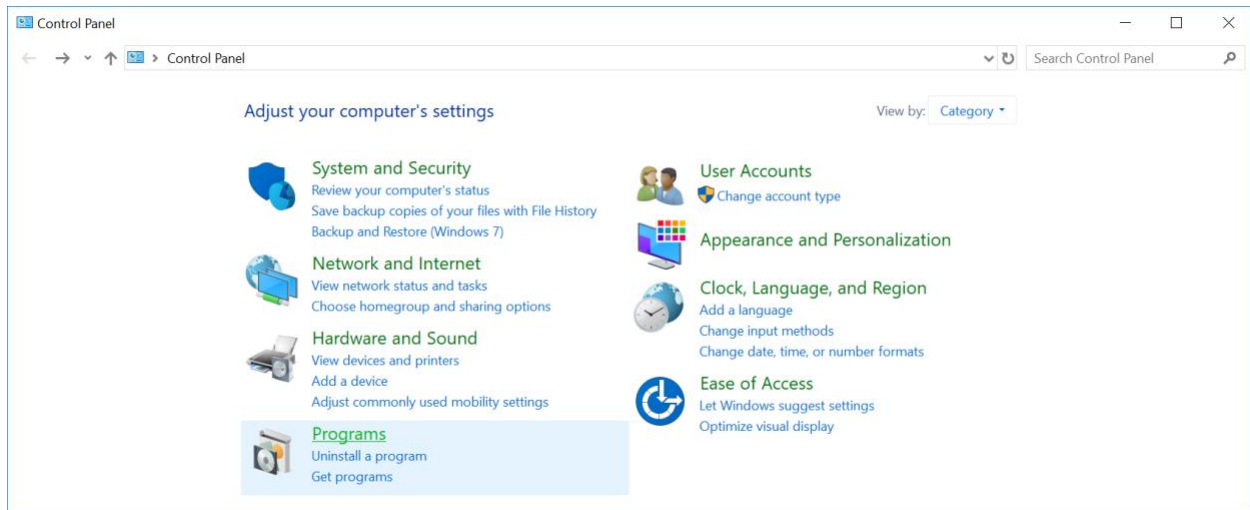 Control Panel
Control Panel
Search Control Panel
Adjust your computer's settings
View by: Category
System and Security
Review your computer's status
Save backup copies of your files with File History
Backup and Restore (Windows 7)
Network and Internet
View network status and tasks
Choose homegroup and sharing options
Hardware and Sound
View devices and printers
Add a device
Adjust commonly used mobility settings
Programs
Uninstall a program
Get programs
User Accounts
Change account type
Appearance and Personalization
Clock, Language, and Region
Add a language
Change input methods
Change date, time, or number formats
Ease of Access
Let Windows suggest settings
Optimize visual display